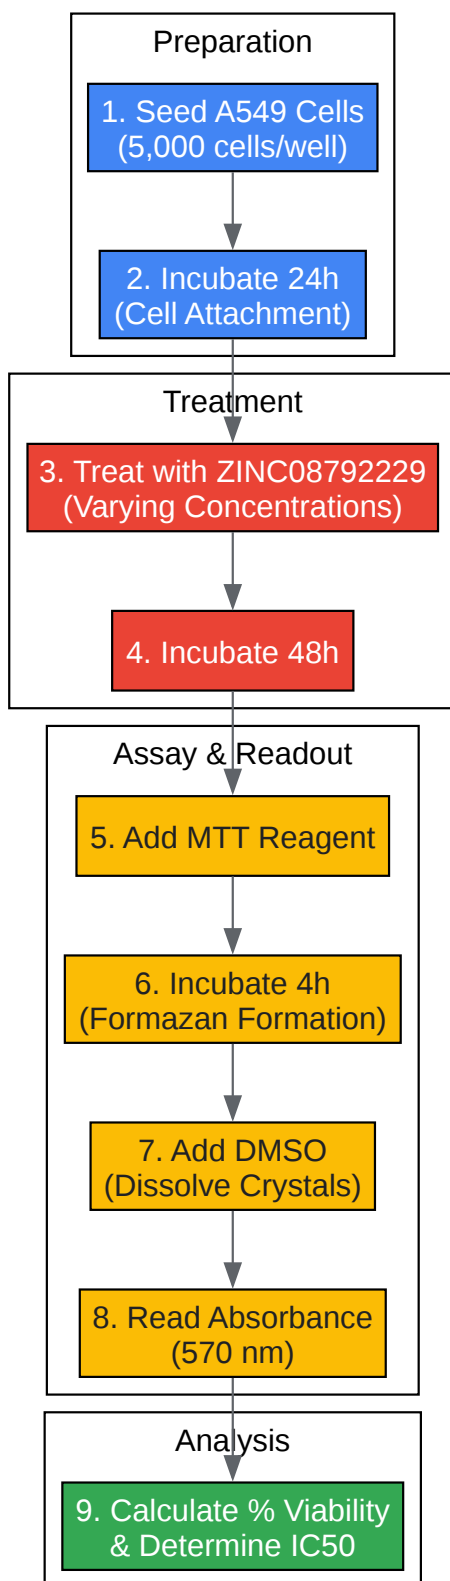 Preparation
1. Seed A549 Cells
(5,000 cells/well)
2. Incubate 24h
(Cell Attachment)
Treatment
3. Treat with ZINC08792229
(Varying Concentrations)
4. Incubate 48h
Assay & Readout
5. Add MTT Reagent
6. Incubate 4h
(Formazan Formation)
7. Add DMSO
(Dissolve Crystals)
8. Read Absorbance
(570 nm)
Analysis
9. Calculate % Viability
& Determine IC50